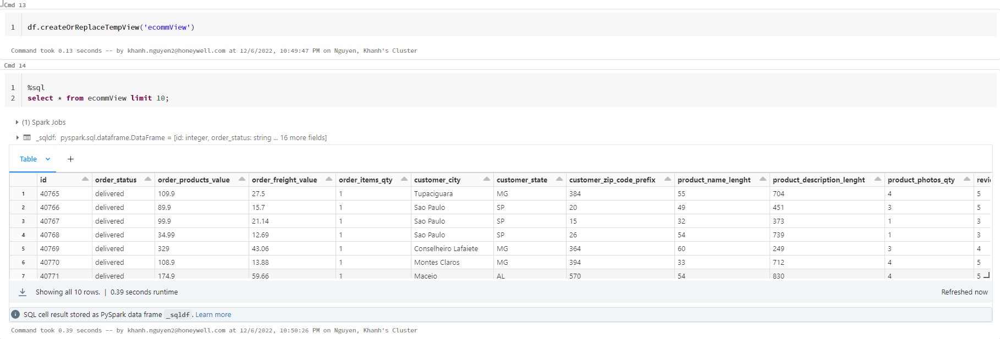 Cmd 13
1 df.createOrReplaceTempView('ecommView')
Command took 0.13 seconds -- by khanh.nguyen2@honeywell.com at 12/6/2022, 10:49:47 PM on Nguyen, Khanh's Cluster
Cmd 14
1 %sql
2 select * from ecommView limit 10;
(1) Spark Jobs
_sqldf: pyspark.sql.dataframe.DataFrame = [id: integer, order_status: string ... 16 more fields]
Table +
id order_status order_products_value order_freight_value order_items_qty customer_city customer_state customer_zip_code_prefix product_name_lenght product_description_lenght product_photos_qty
1 40765 delivered 109.9 27.5 1 Tupaciguara MG 384 55 704 4 5
2 40766 delivered 89.9 15.7 1 Sao Paulo SP 20 49 451 3 5
3 40767 delivered 99.9 21.14 1 Sao Paulo SP 15 32 373 1 3
4 40768 delivered 34.99 12.69 1 Sao Paulo SP 26 54 739 1 3
5 40769 delivered 329 43.06 1 Conselheiro Lafaiete MG 364 60 249 3 4
6 40770 delivered 108.9 13.88 1 Montes Claros MG 394 33 712 4 5
7 40771 delivered 174.9 59.66 1 Maceio AL 570 54 830 4 5
Showing all 10 rows. | 0.39 seconds runtime Refreshed now
SQL cell result stored as PySpark data frame _sqldf. Learn more
Command took 0.39 seconds -- by khanh.nguyen2@honeywell.com at 12/6/2022, 10:50:26 PM on Nguyen, Khanh's Cluster